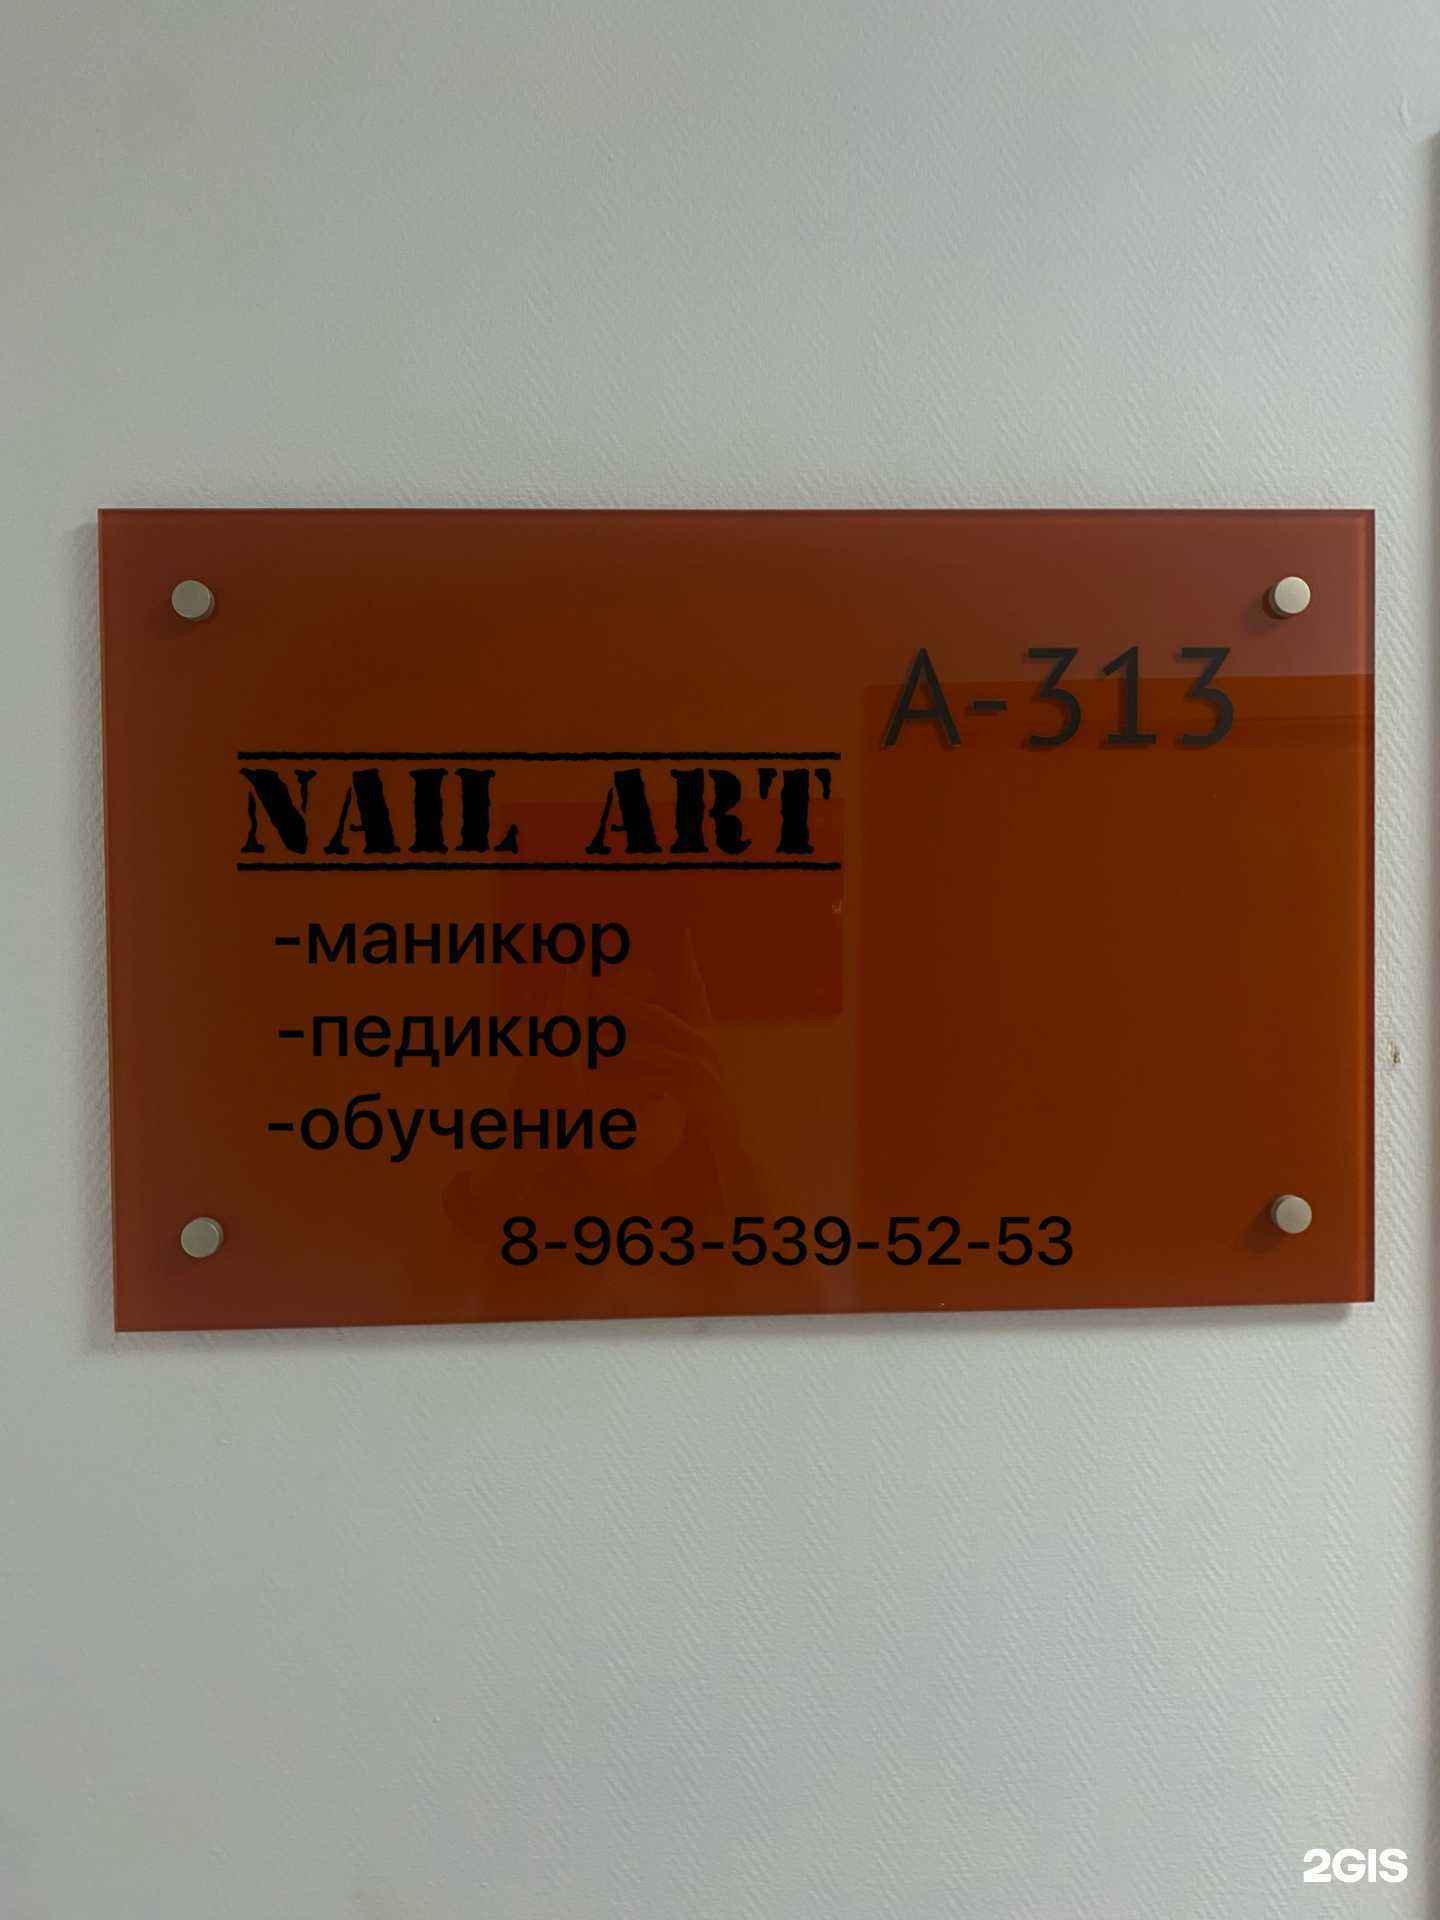 А-313
NAIL ART
-маникюр
-педикюр
-обучение
8-963-539-52-53
2GIS